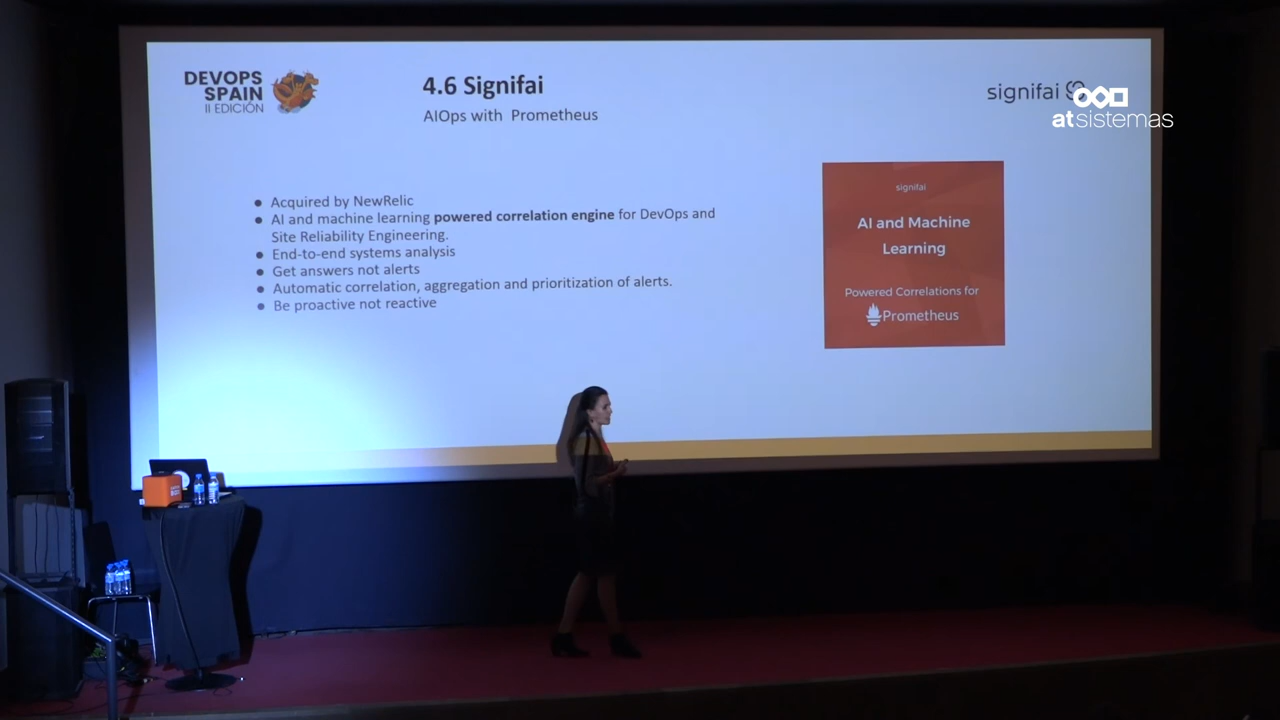 DEVOPS
SPAIN
II EDICIÓN
4.6 Signifai
AIOps with Prometheus
signifai
atsistemas
● Acquired by NewRelic
● AI and machine learning powered correlation engine for DevOps and
Site Reliability Engineering.
● End-to-end systems analysis
● Get answers not alerts
● Automatic correlation, aggregation and prioritization of alerts.
● Be proactive not reactive
signifai
AI and Machine
Learning
Powered Correlations for
Prometheus